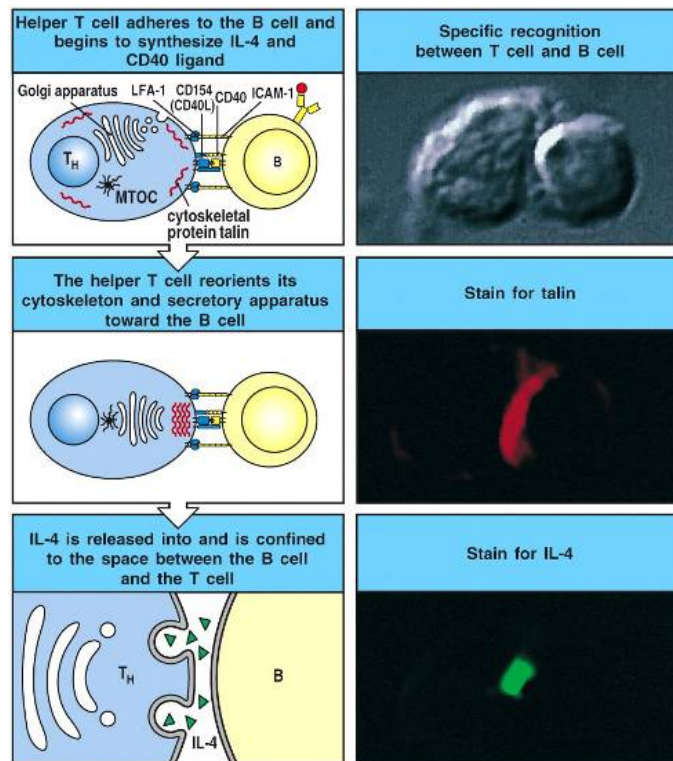 Helper T cell adheres to the B cell and
begins to synthesize IL-4 and
CD40 ligand
Golgi apparatus
LFA-1
CD154
(CD40L)
CD40
ICAM-1
TH
MTOC
B
cytoskeletal
protein talin
Specific recognition
between T cell and B cell
The helper T cell reorients its
cytoskeleton and secretory apparatus
toward the B cell
Stain for talin
IL-4 is released into and is confined
to the space between the B cell
and the T cell
TH
B
IL-4
Stain for IL-4